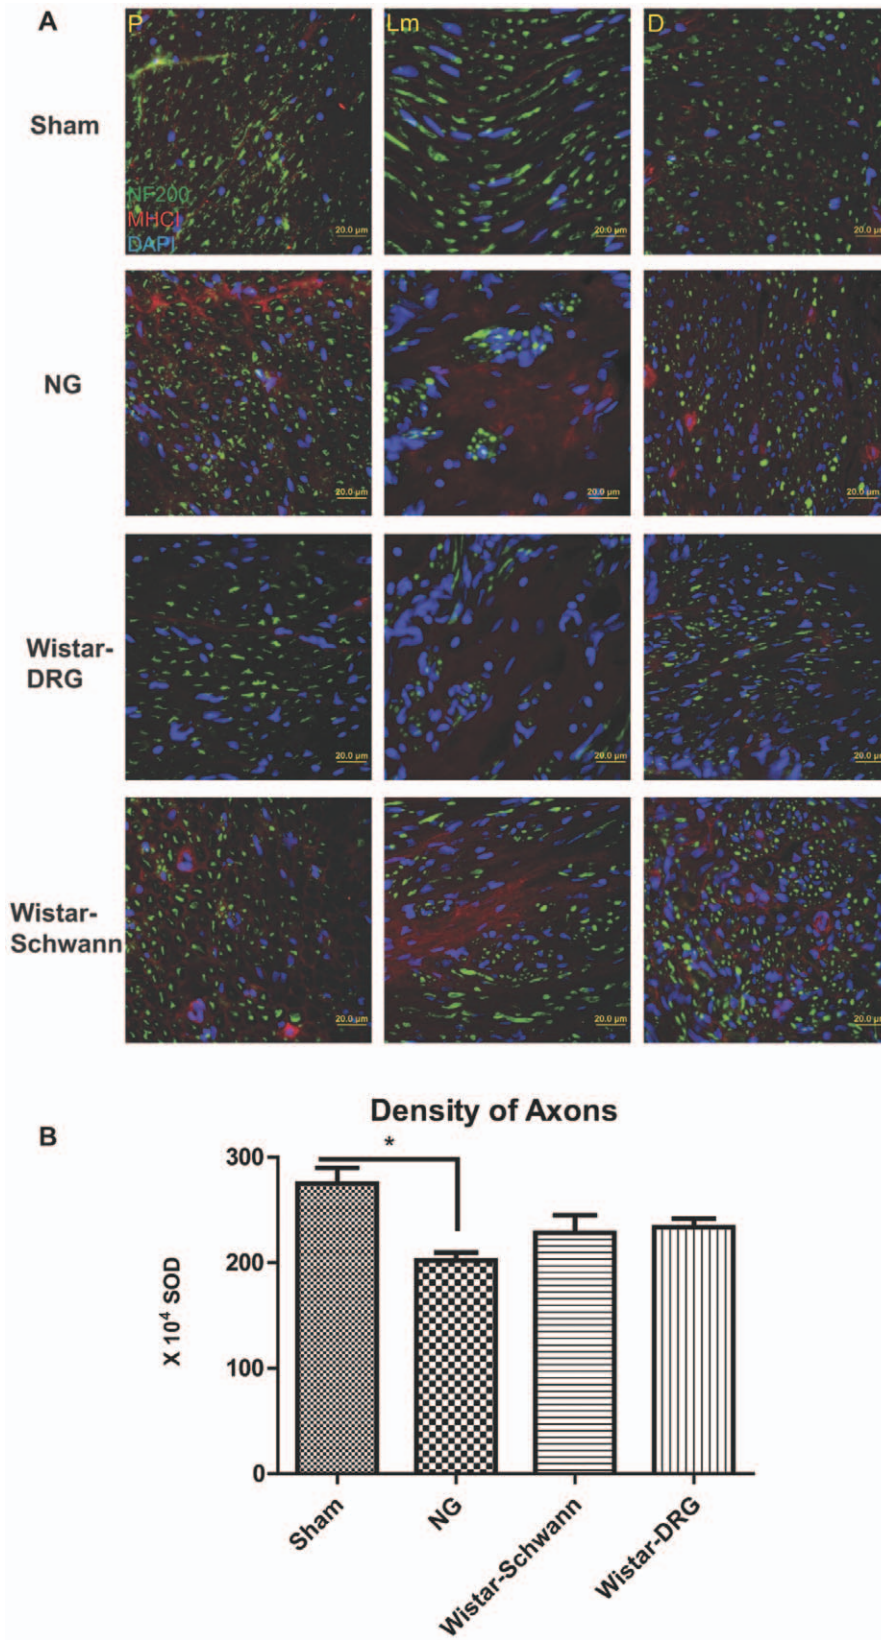 A
P
Lm
D
Sham
NF200
MHCI
DAPI
20.0 µm
20.0 µm
20.0 µm
NG
20.0 µm
20.0 µm
20.0 µm
Wistar-
DRG
20.0 µm
20.0 µm
20.0 µm
Wistar-
Schwann
20.0 µm
20.0 µm
20.0 µm
B
Density of Axons
*
300
200
100
0
X 10⁴ SOD
Sham
NG
Wistar-Schwann
Wistar-DRG